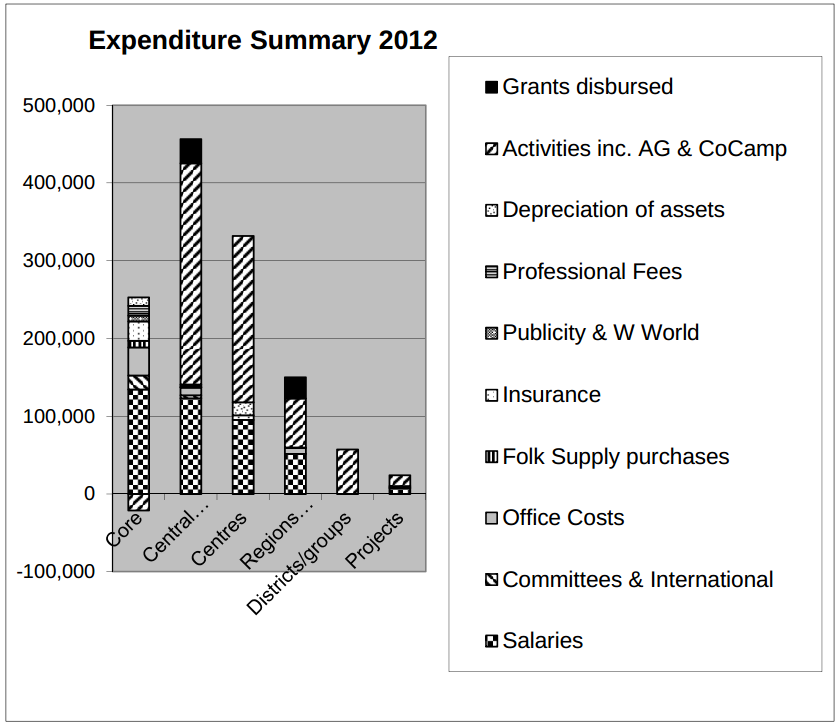 Expenditure Summary 2012
500,000
400,000
300,000
200,000
100,000
0
-100,000
Core
Central...
Centres
Regions...
Districts/groups
Projects
Grants disbursed
Activities inc. AG & CoCamp
Depreciation of assets
Professional Fees
Publicity & W World
Insurance
Folk Supply purchases
Office Costs
Committees & International
Salaries